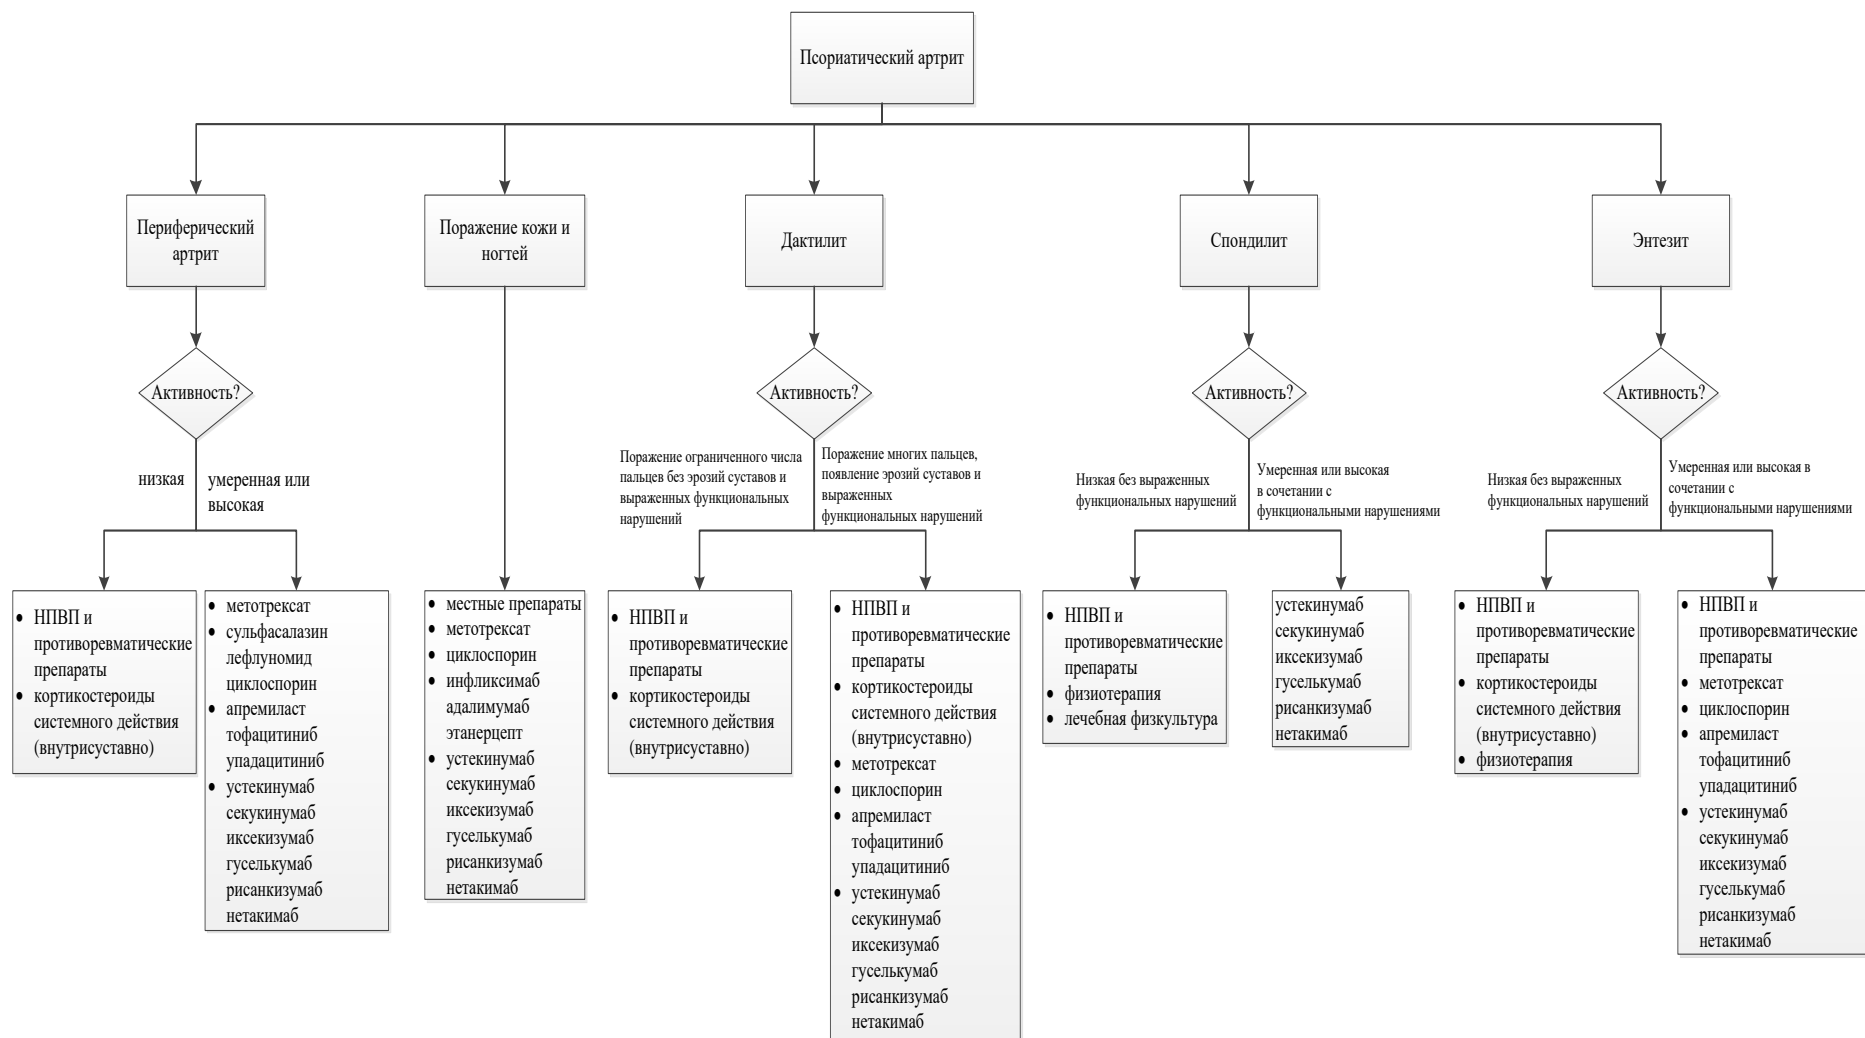 Псориатический артрит
Периферический
артрит
Поражение кожи и
ногтей
Дактилит
Спондилит
Энтезит
Активность?
Активность?
Активность?
Активность?
низкая
умеренная или
высокая
Поражение ограниченного числа
пальцев без эрозий суставов и
выраженных функциональных
нарушений
Поражение многих пальцев,
появление эрозий суставов и
выраженных
функциональных нарушений
Низкая без выраженных
функциональных нарушений
Умеренная или высокая
в сочетании с
функциональными нарушениями
Низкая без выраженных
функциональных нарушений
Умеренная или высокая в
сочетании с
функциональными нарушениями
• НПВП и
противоревматические
препараты
• кортикостероиды
системного действия
(внутрисуставно)
• метотрексат
• сульфасалазин
лефлуномид
циклоспорин
• апремиласт
тофацитиниб
упадацитиниб
• устекинумаб
секукинумаб
иксекизумаб
гуселькумаб
рисанкизумаб
нетакимаб
• местные препараты
• метотрексат
• циклоспорин
• инфликсимаб
адалимумаб
этанерцепт
• устекинумаб
секукинумаб
иксекизумаб
гуселькумаб
рисанкизумаб
нетакимаб
• НПВП и
противоревматические
препараты
• кортикостероиды
системного действия
(внутрисуставно)
• НПВП и
противоревматические
препараты
• кортикостероиды
системного действия
(внутрисуставно)
• метотрексат
• циклоспорин
• апремиласт
тофацитиниб
упадацитиниб
• устекинумаб
секукинумаб
иксекизумаб
гуселькумаб
рисанкизумаб
нетакимаб
• НПВП и
противоревматические
препараты
• физиотерапия
• лечебная физкультура
устекинумаб
секукинумаб
иксекизумаб
гуселькумаб
рисанкизумаб
нетакимаб
• НПВП и
противоревматические
препараты
• кортикостероиды
системного действия
(внутрисуставно)
• физиотерапия
• НПВП и
противоревматические
препараты
• метотрексат
• циклоспорин
• апремиласт
тофацитиниб
упадацитиниб
• устекинумаб
секукинумаб
иксекизумаб
гуселькумаб
рисанкизумаб
нетакимаб